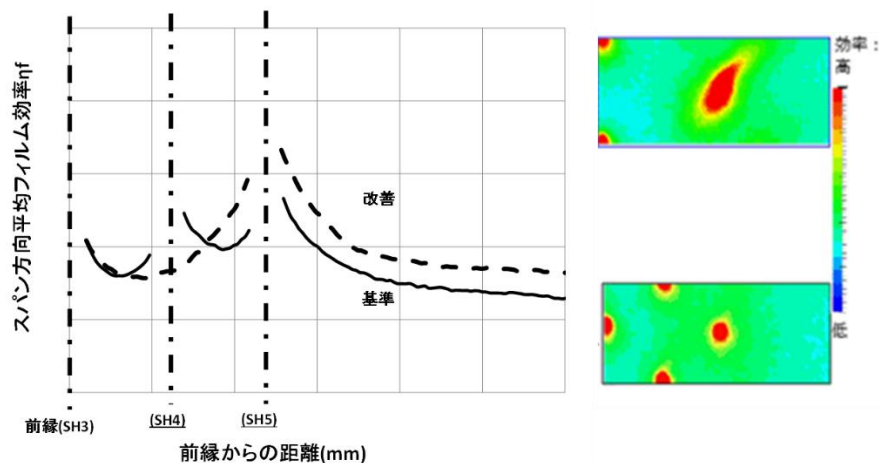 スパン方向平均フィルム効率ηf
改善
基準
前縁(SH3)
(SH4)
(SH5)
前縁からの距離(mm)
効率：
高
低